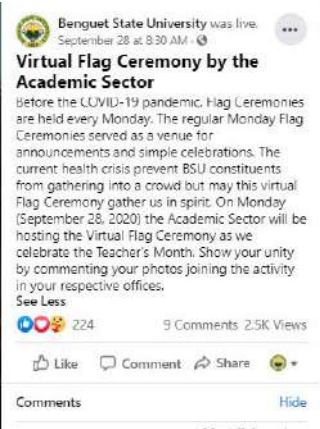 Benguet State University was live.
September 28 at 8:30 AM ·
Virtual Flag Ceremony by the
Academic Sector
Before the COVID-19 pandemic, Flag Ceremonies
are held every Monday. The regular Monday Flag
Ceremonies served as a venue for
announcements and simple celebrations. The
current health crisis prevent BSU constituents
from gathering into a crowd but may this virtual
Flag Ceremony gather us in spirit. On Monday
(September 28, 2020) the Academic Sector will be
hosting the Virtual Flag Ceremony as we
celebrate the Teacher's Month. Show your unity
by commenting your photos joining the activity
in your respective offices.
See Less
224 9 Comments 2.5K Views
Like Comment Share
Comments Hide